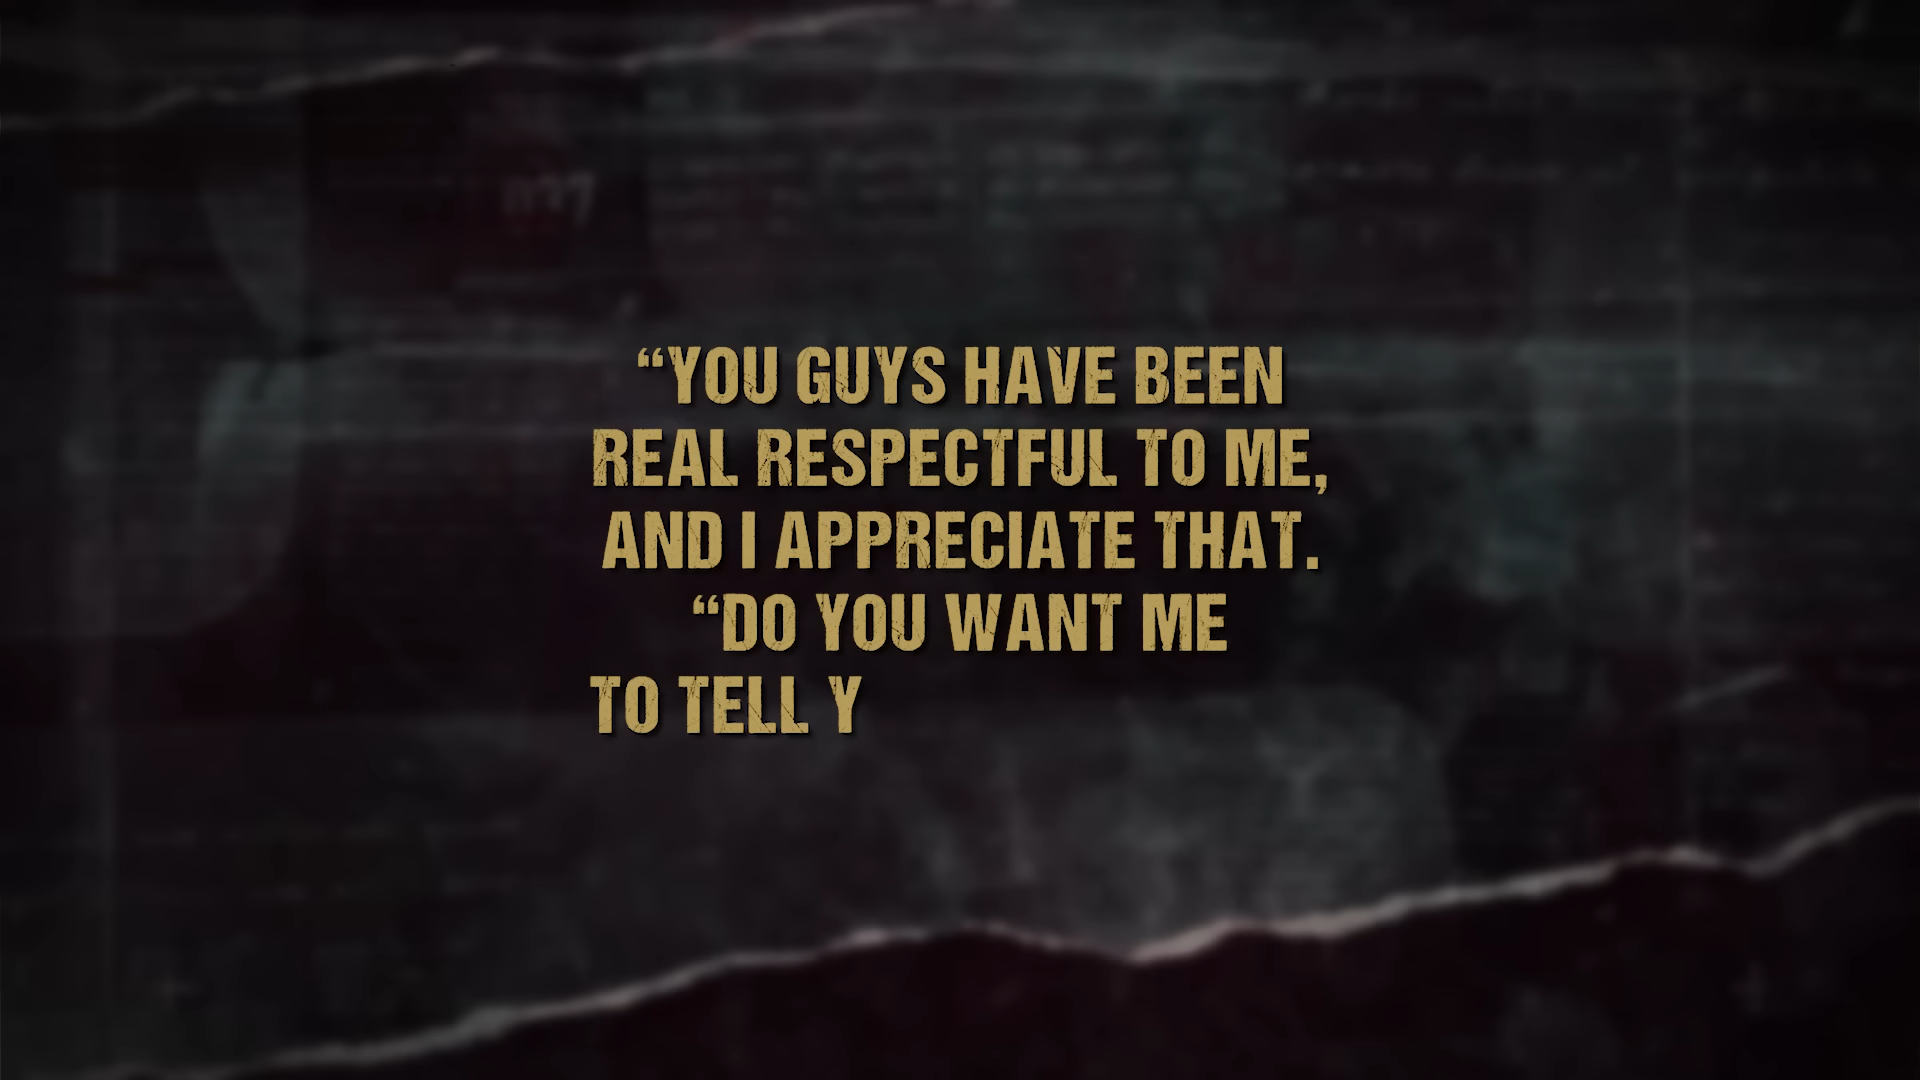 “YOU GUYS HAVE BEEN
REAL RESPECTFUL TO ME,
AND I APPRECIATE THAT.
“DO YOU WANT ME
TO TELL Y